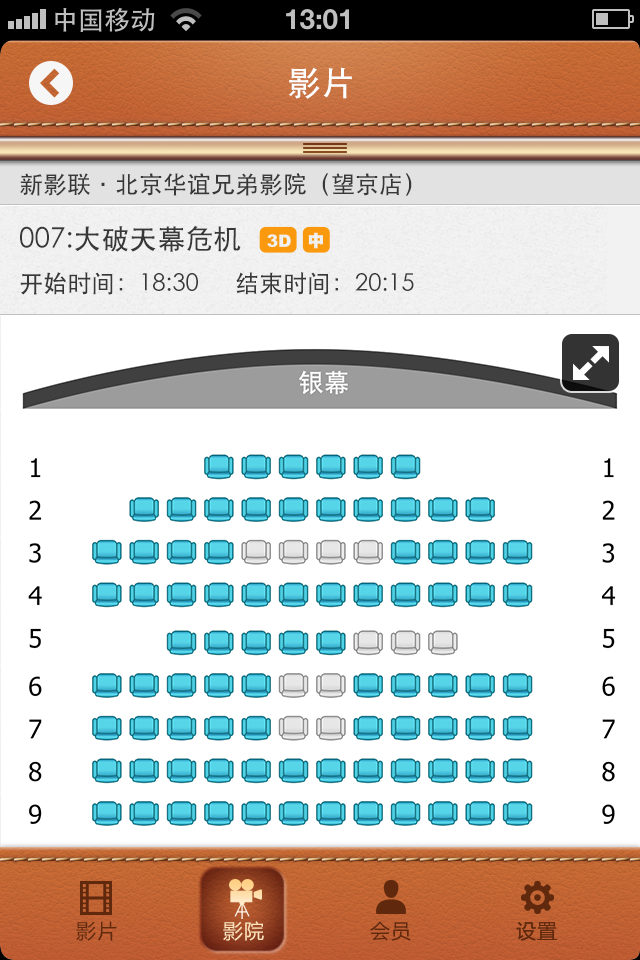 中国移动 13:01
影片
新影联·北京华谊兄弟影院（望京店）
007:大破天幕危机 3D 中
开始时间：18:30 结束时间：20:15
银幕
1 1
2 2
3 3
4 4
5 5
6 6
7 7
8 8
9 9
影片 影院 会员 设置